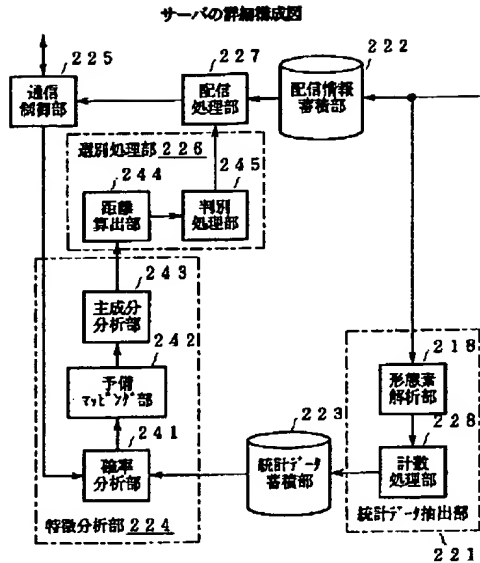 サーバの詳細構成図
225
通信
制御部
227
配信
処理部
222
配信情報
蓄積部
選別処理部 226
244
距離
算出部
245
判別
処理部
243
主成分
分析部
242
予備
マッピング部
241
確率
分析部
特徴分析部 224
223
統計データ
蓄積部
218
形態素
解析部
228
計数
処理部
統計データ抽出部
221